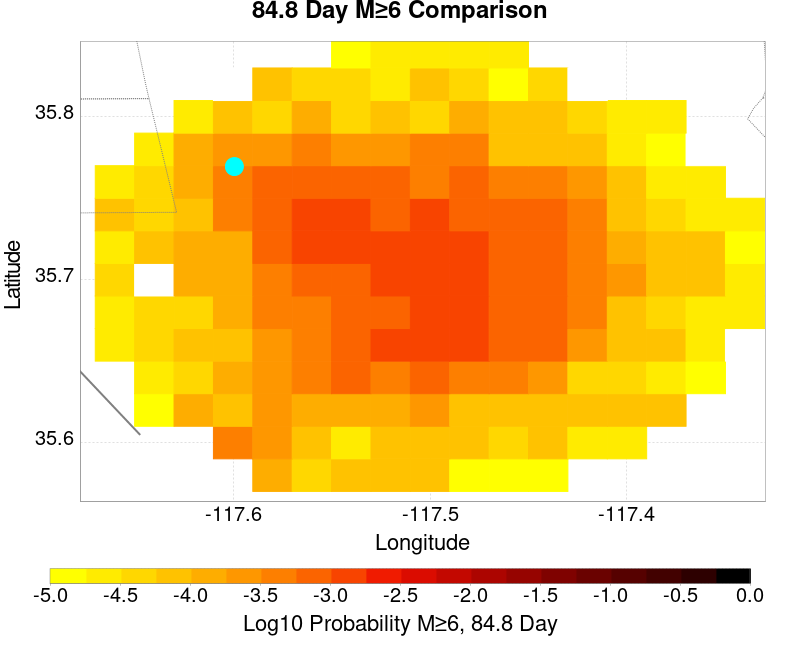 84.8 Day M≥6 Comparison
35.8
35.7
35.6
Latitude
-117.6 -117.5 -117.4
Longitude
-5.0 -4.5 -4.0 -3.5 -3.0 -2.5 -2.0 -1.5 -1.0 -0.5 0.0
Log10 Probability M≥6, 84.8 Day